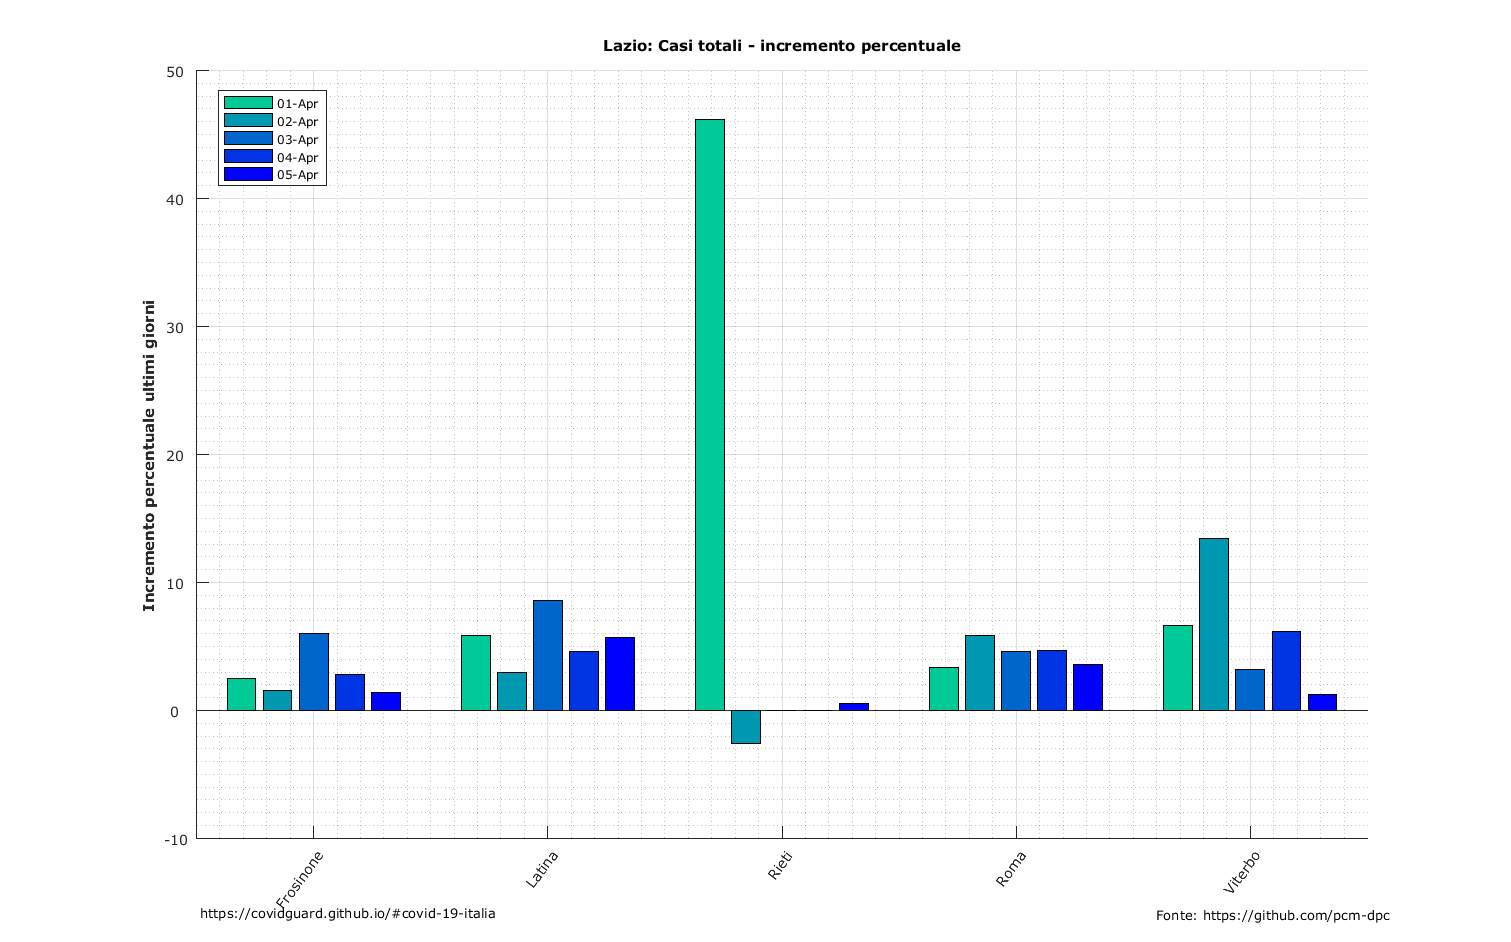 Lazio: Casi totali - incremento percentuale
Incremento percentuale ultimi giorni
50
40
30
20
10
0
-10
01-Apr
02-Apr
03-Apr
04-Apr
05-Apr
Frosinone
Latina
Rieti
Roma
Viterbo
https://covidguard.github.io/#covid-19-italia
Fonte: https://github.com/pcm-dpc